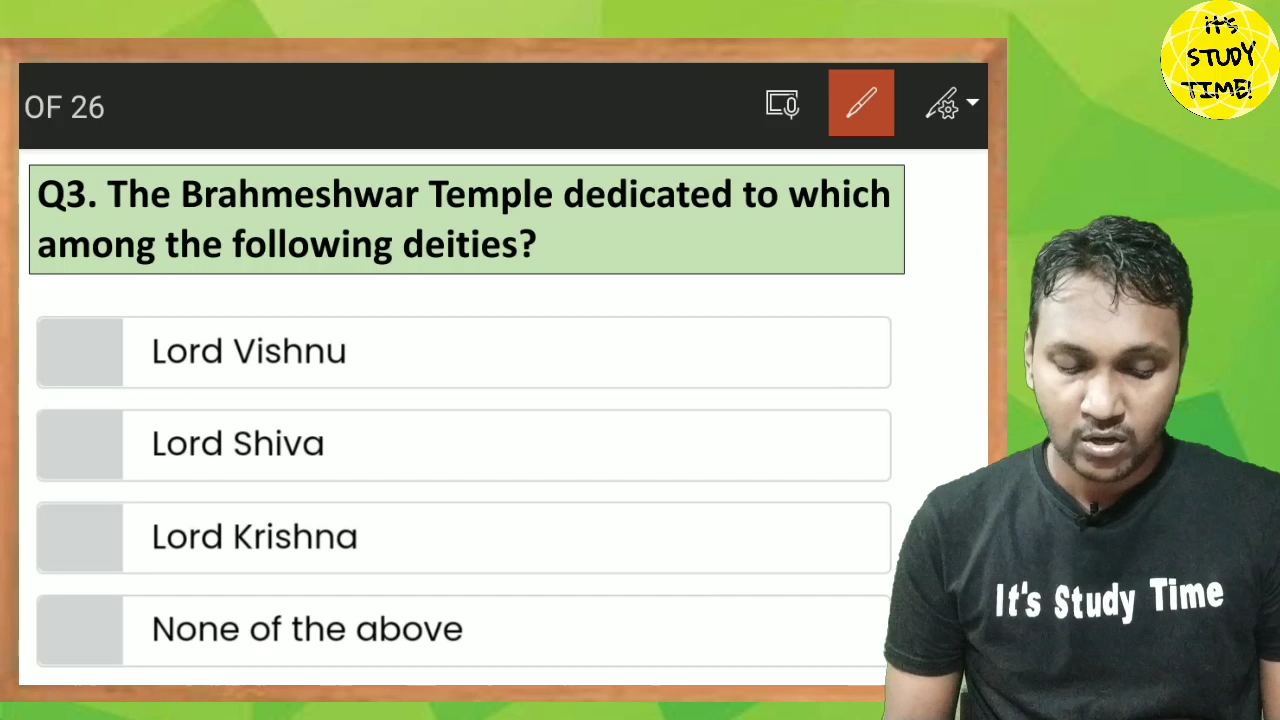 IT'S
STUDY
TIME!
OF 26
Q3. The Brahmeshwar Temple dedicated to which
among the following deities?
Lord Vishnu
Lord Shiva
Lord Krishna
None of the above
It's Study Time